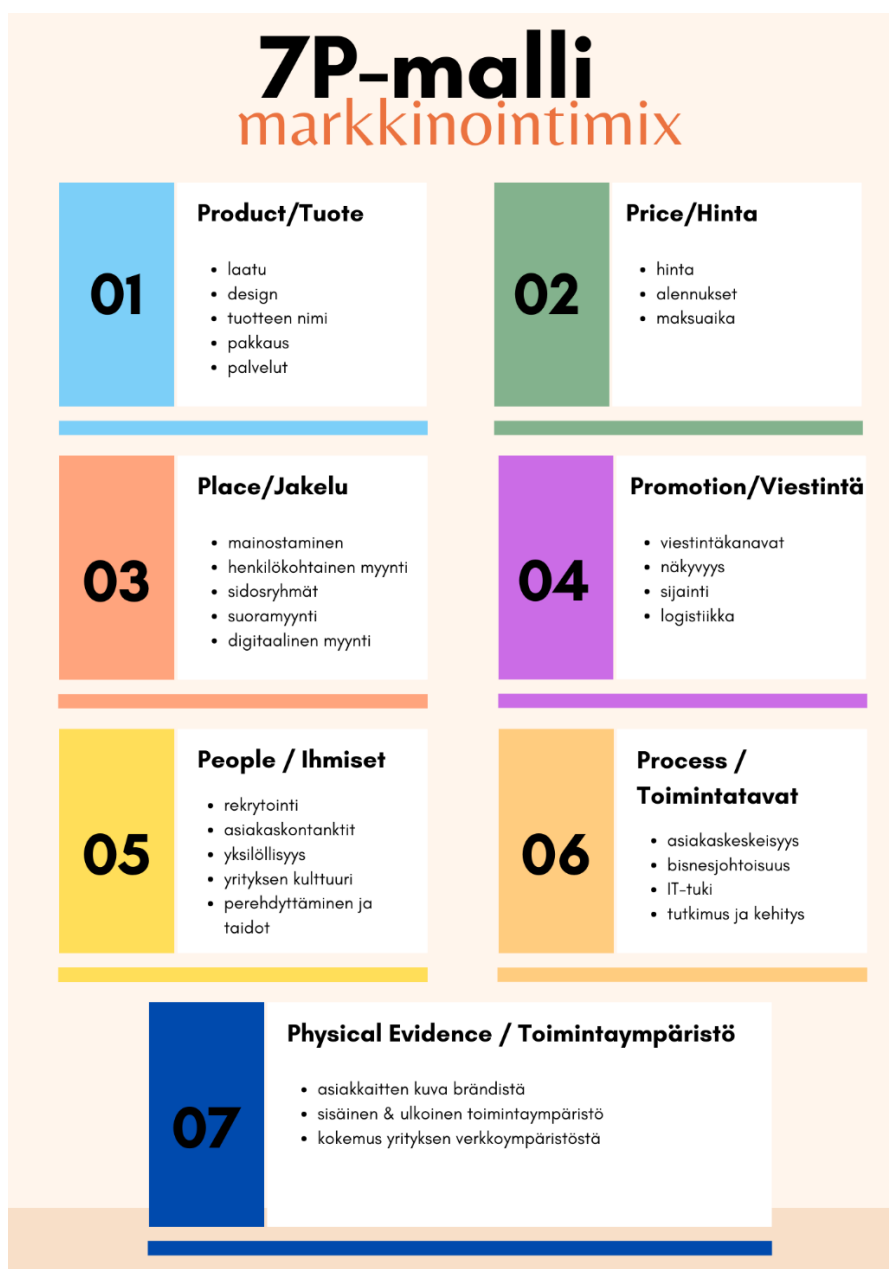 7P-malli
markkinointimix
01
Product/Tuote
• laatu
• design
• tuotteen nimi
• pakkaus
• palvelut
02
Price/Hinta
• hinta
• alennukset
• maksuaika
03
Place/Jakelu
• mainostaminen
• henkilökohtainen myynti
• sidosryhmät
• suoramyynti
• digitaalinen myynti
04
Promotion/Viestintä
• viestintäkanavat
• näkyvyys
• sijainti
• logistiikka
05
People / Ihmiset
• rekrytointi
• asiakaskontanktit
• yksilöllisyys
• yrityksen kulttuuri
• perehdyttäminen ja
taidot
06
Process /
Toimintatavat
• asiakaskeskeisyys
• bisnesjohtoisuus
• IT-tuki
• tutkimus ja kehitys
07
Physical Evidence / Toimintaympäristö
• asiakkaitten kuva brändistä
• sisäinen & ulkoinen toimintaympäristö
• kokemus yrityksen verkkoympäristöstä